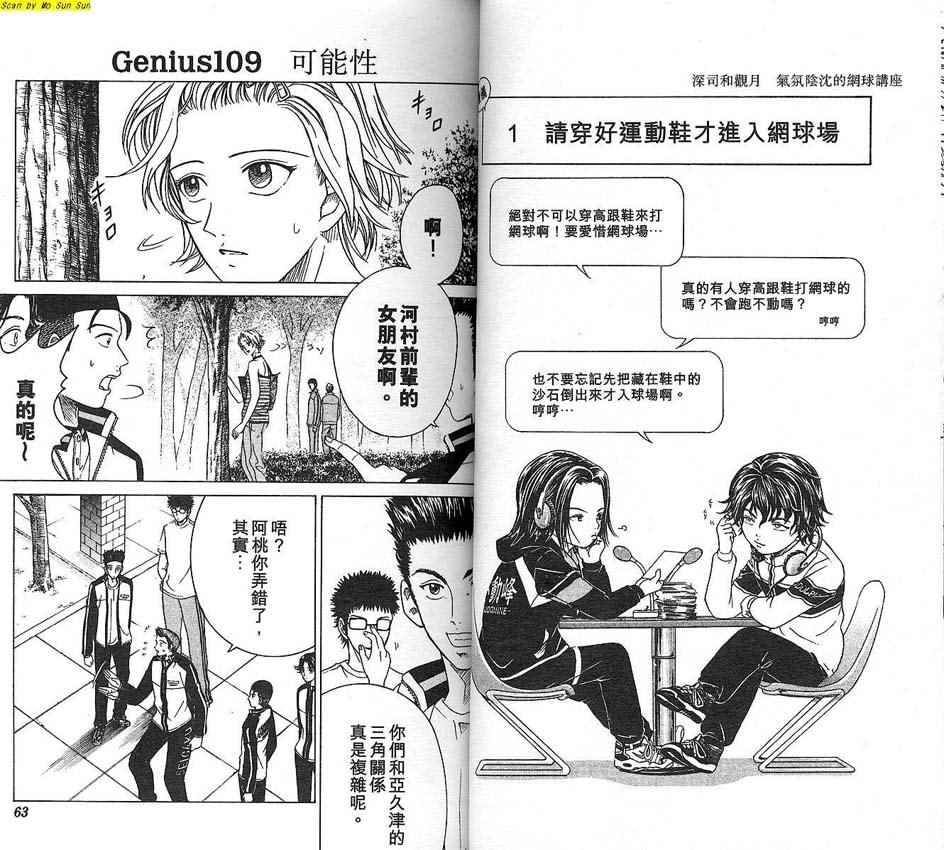 Scan by Mo Sun Sun
深司和觀月 氣氛陰沈的網球講座
1 請穿好運動鞋才進入網球場
絕對不可以穿高跟鞋來打
網球啊！要愛惜網球場…
真的有人穿高跟鞋打網球的
嗎？不會跑不動嗎？
哼哼
也不要忘記先把藏在鞋中的
沙石倒出來才入球場啊。
哼哼…
Genius109 可能性
キョロ
キョロ
啊！
河村前輩的
女朋友啊。
真的呢～
唔？
阿桃你弄錯了，
其實…
你們和亞久津的
三角關係
真是複雜呢。
63